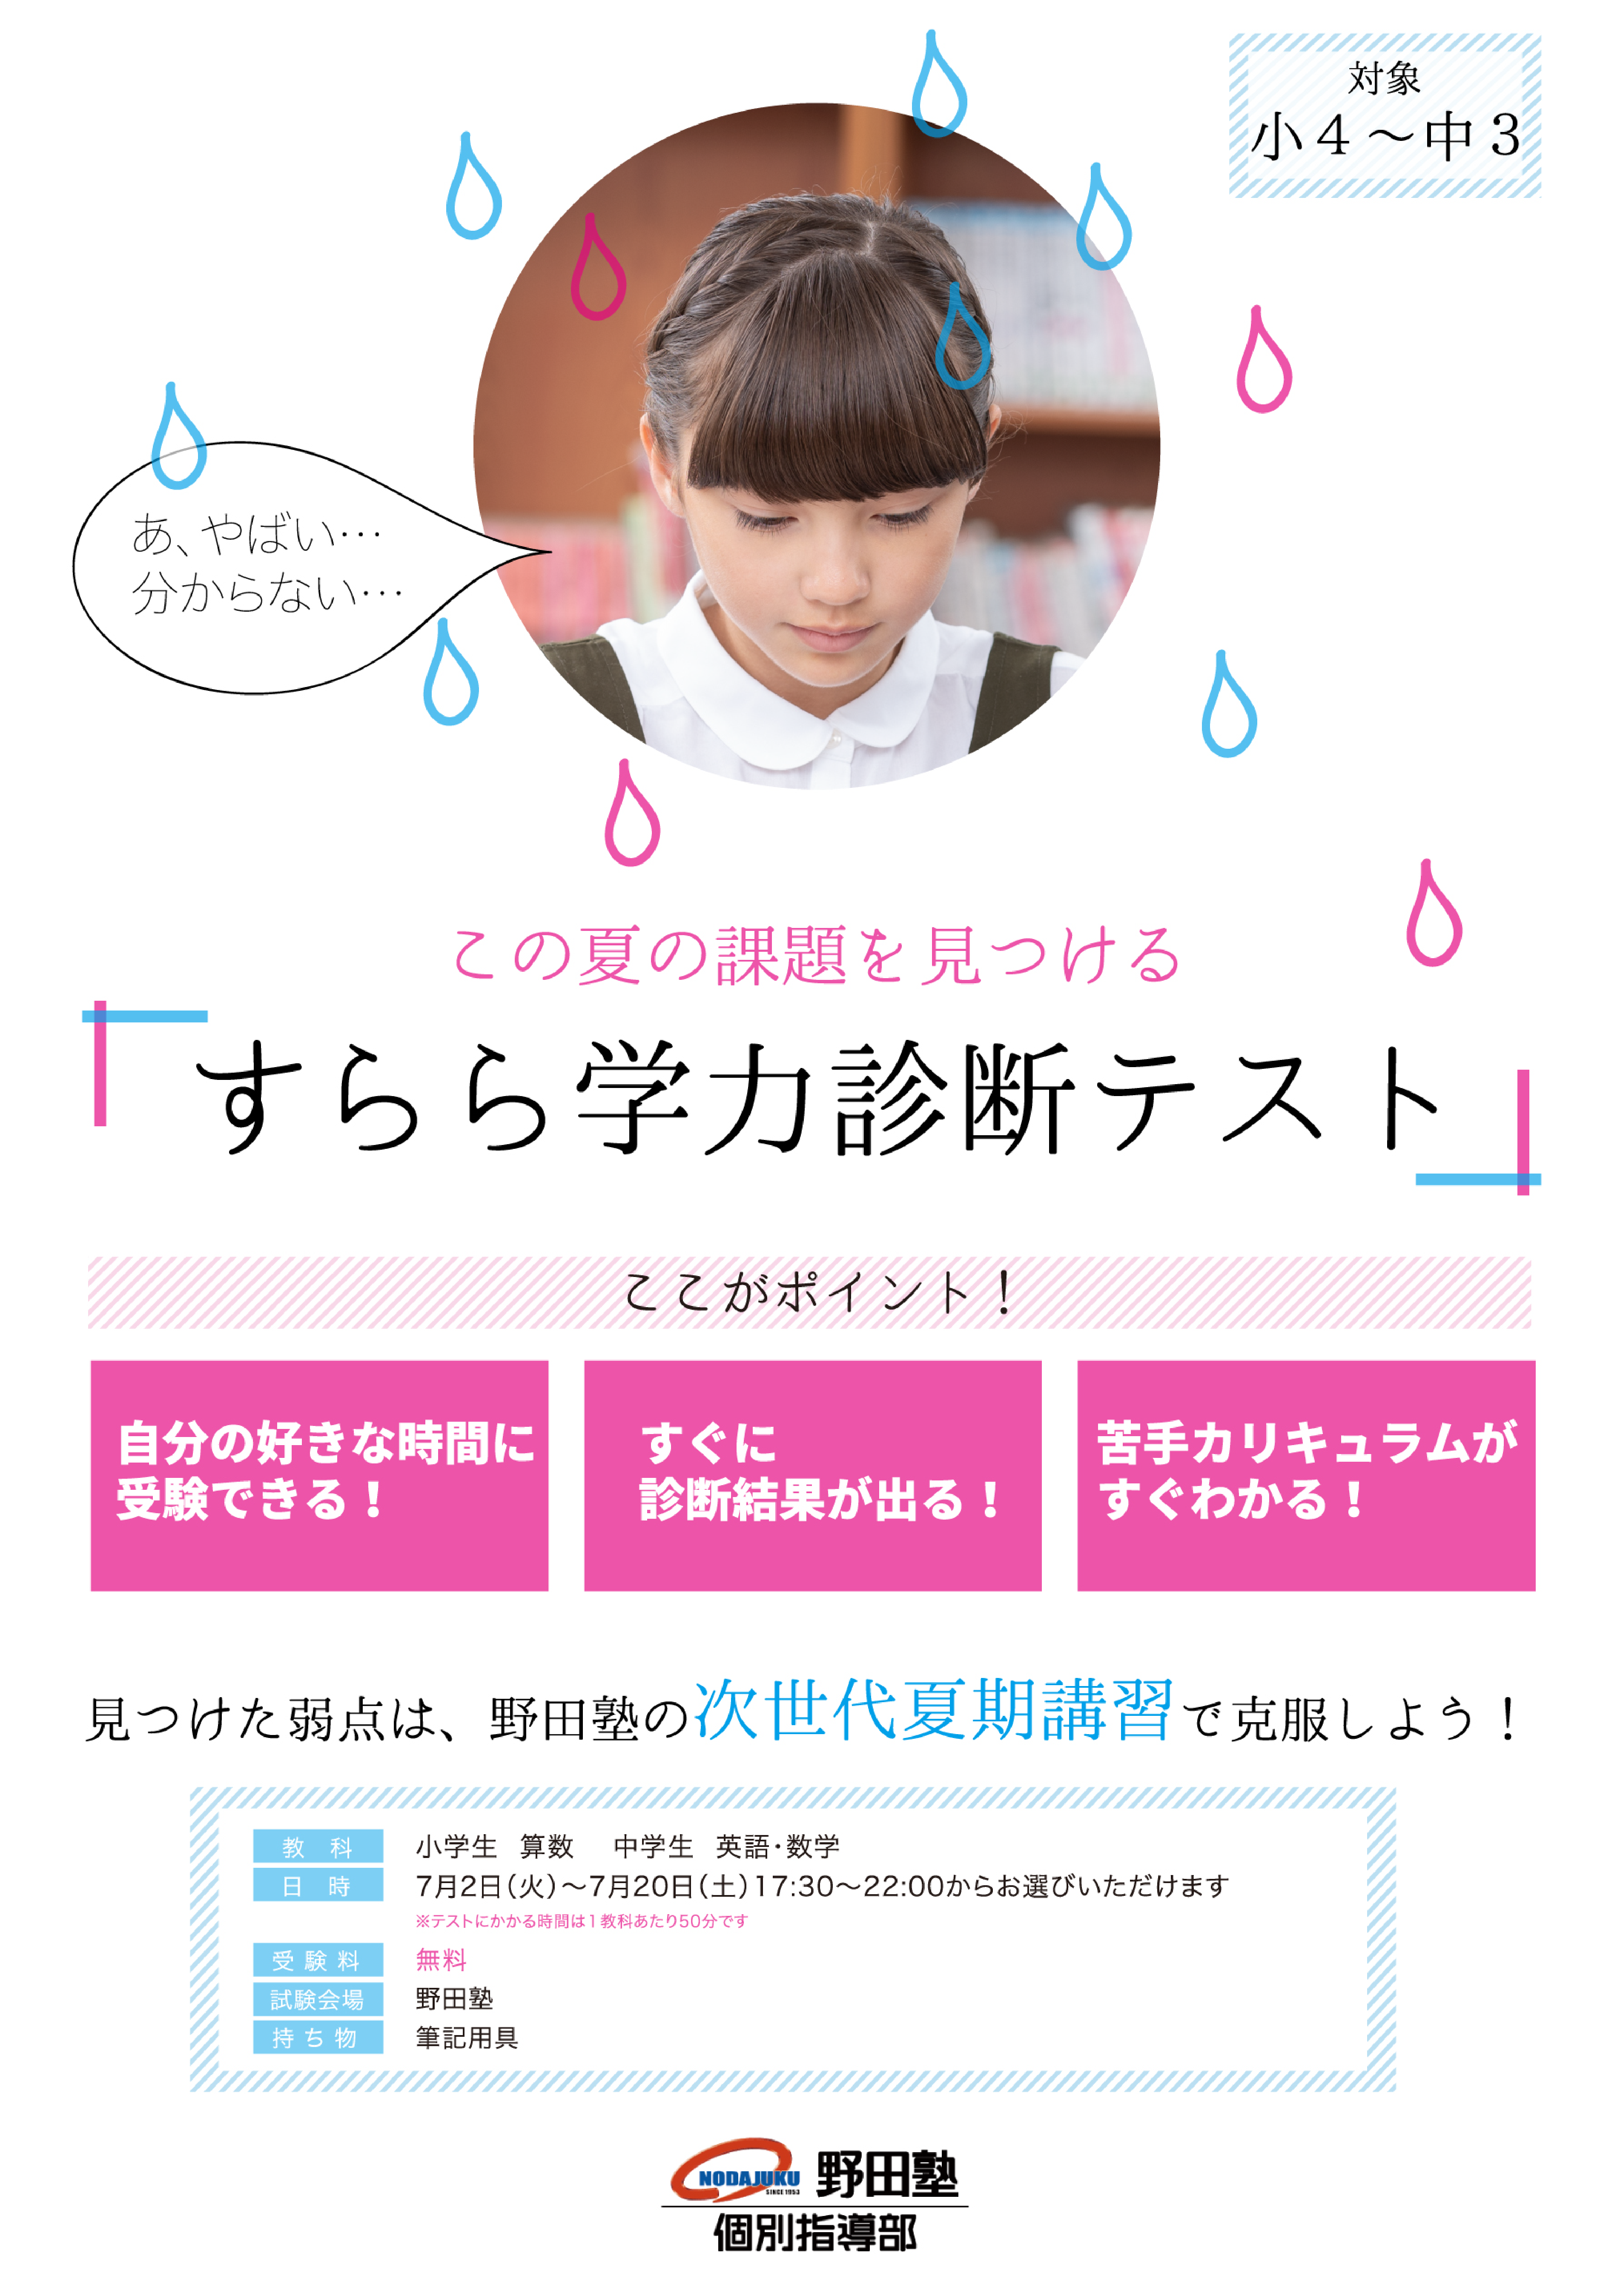 対象
小４〜中３
あ、やばい…
分からない…
この夏の課題を見つける
「すらら学力診断テスト」
ここがポイント！
自分の好きな時間に
受験できる！
すぐに
診断結果が出る！
苦手カリキュラムが
すぐわかる！
見つけた弱点は、野田塾の次世代夏期講習で克服しよう！
教科　小学生　算数　中学生　英語・数学
日時　7月2日（火）〜7月20日（土）17:30〜22:00からお選びいただけます
※テストにかかる時間は1教科あたり50分です
受験料　無料
試験会場　野田塾
持ち物　筆記用具
NODAJUKU 野田塾
SINCE 1953
個別指導部